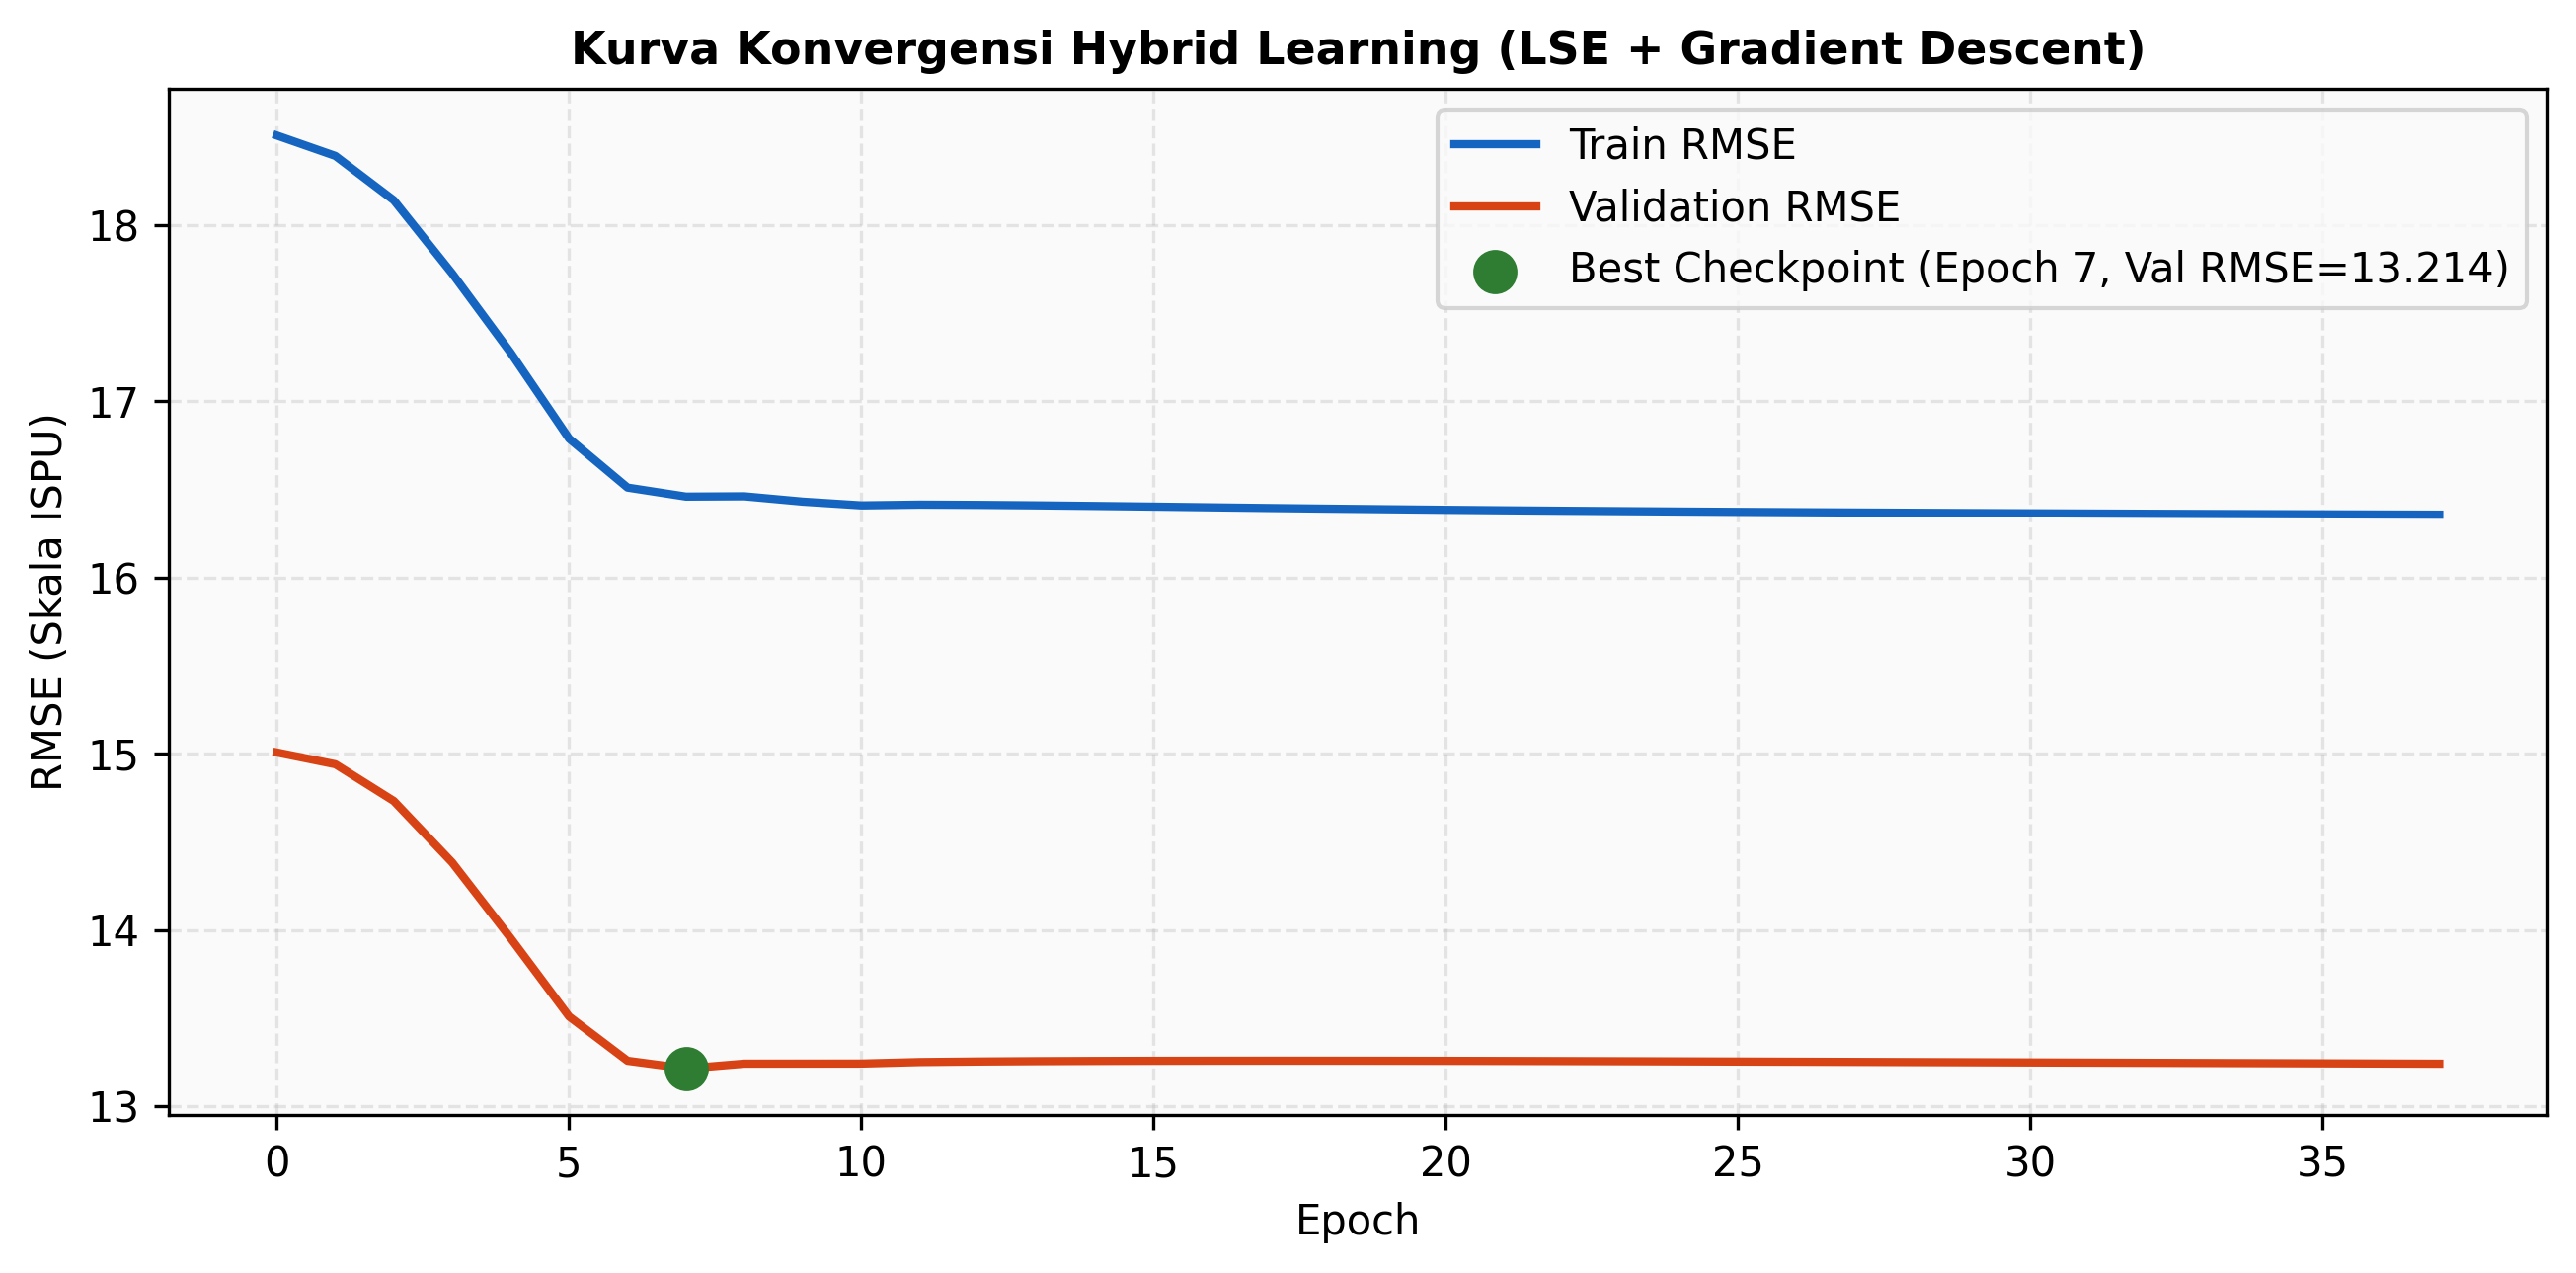 Kurva Konvergensi Hybrid Learning (LSE + Gradient Descent)
Train RMSE
Validation RMSE
Best Checkpoint (Epoch 7, Val RMSE=13.214)
RMSE (Skala ISPU)
18
17
16
15
14
13
0 5 10 15 20 25 30 35
Epoch